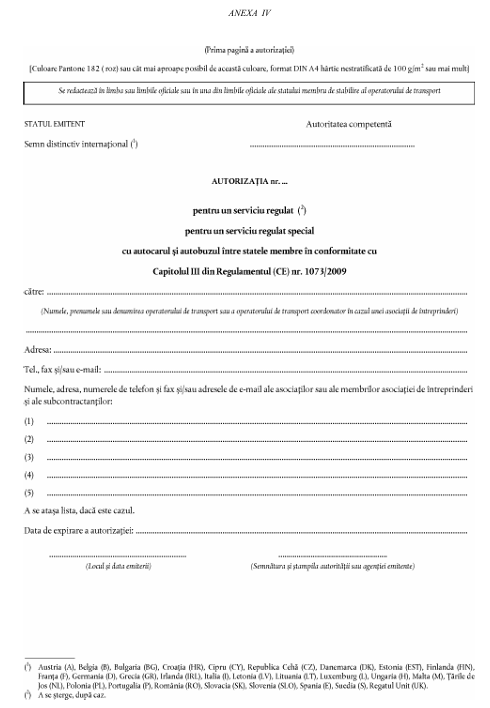 ANEXA IV
(Prima pagină a autorizației)
[Culoare Pantone 182 (roz) sau cât mai aproape posibil de această culoare, format DIN A4 hârtie nestratificată de 100 g/m² sau mai mult]
Se redactează în limba sau limbile oficiale sau în una din limbile oficiale ale statului membru de stabilire al operatorului de transport
STATUL EMITENT Autoritatea competentă
Semn distinctiv internațional (¹) ..............................
AUTORIZAȚIA nr. ...
pentru un serviciu regulat (²)
pentru un serviciu regulat special
cu autocarul și autobuzul între statele membre în conformitate cu
Capitolul III din Regulamentul (CE) nr. 1073/2009
către: ..............................
(Numele, prenumele sau denumirea operatorului de transport sau a operatorului de transport coordonator în cazul unei asociații de întreprinderi)
..............................
Adresa: ..............................
Tel., fax și/sau e-mail: ..............................
Numele, adresa, numerele de telefon și fax și/sau adresele de e-mail ale asociaților sau ale membrilor asociației de întreprinderi
și ale subcontractanților:
(1) ..............................
(2) ..............................
(3) ..............................
(4) ..............................
(5) ..............................
A se atașa lista, dacă este cazul.
Data de expirare a autorizației: ..............................
.............................. ..............................
(Locul și data emiterii) (Semnătura și ștampila autorității sau agenției emitente)
(¹) Austria (A), Belgia (B), Bulgaria (BG), Croația (HR), Cipru (CY), Republica Cehă (CZ), Danemarca (DK), Estonia (EST), Finlanda (FIN),
Franța (F), Germania (D), Grecia (GR), Irlanda (IRL), Italia (I), Letonia (LV), Lituania (LT), Luxemburg (L), Ungaria (H), Malta (M), Țările de
Jos (NL), Polonia (PL), Portugalia (P), România (RO), Slovacia (SK), Slovenia (SLO), Spania (E), Suedia (S), Regatul Unit (UK).
(²) A se șterge, după caz.